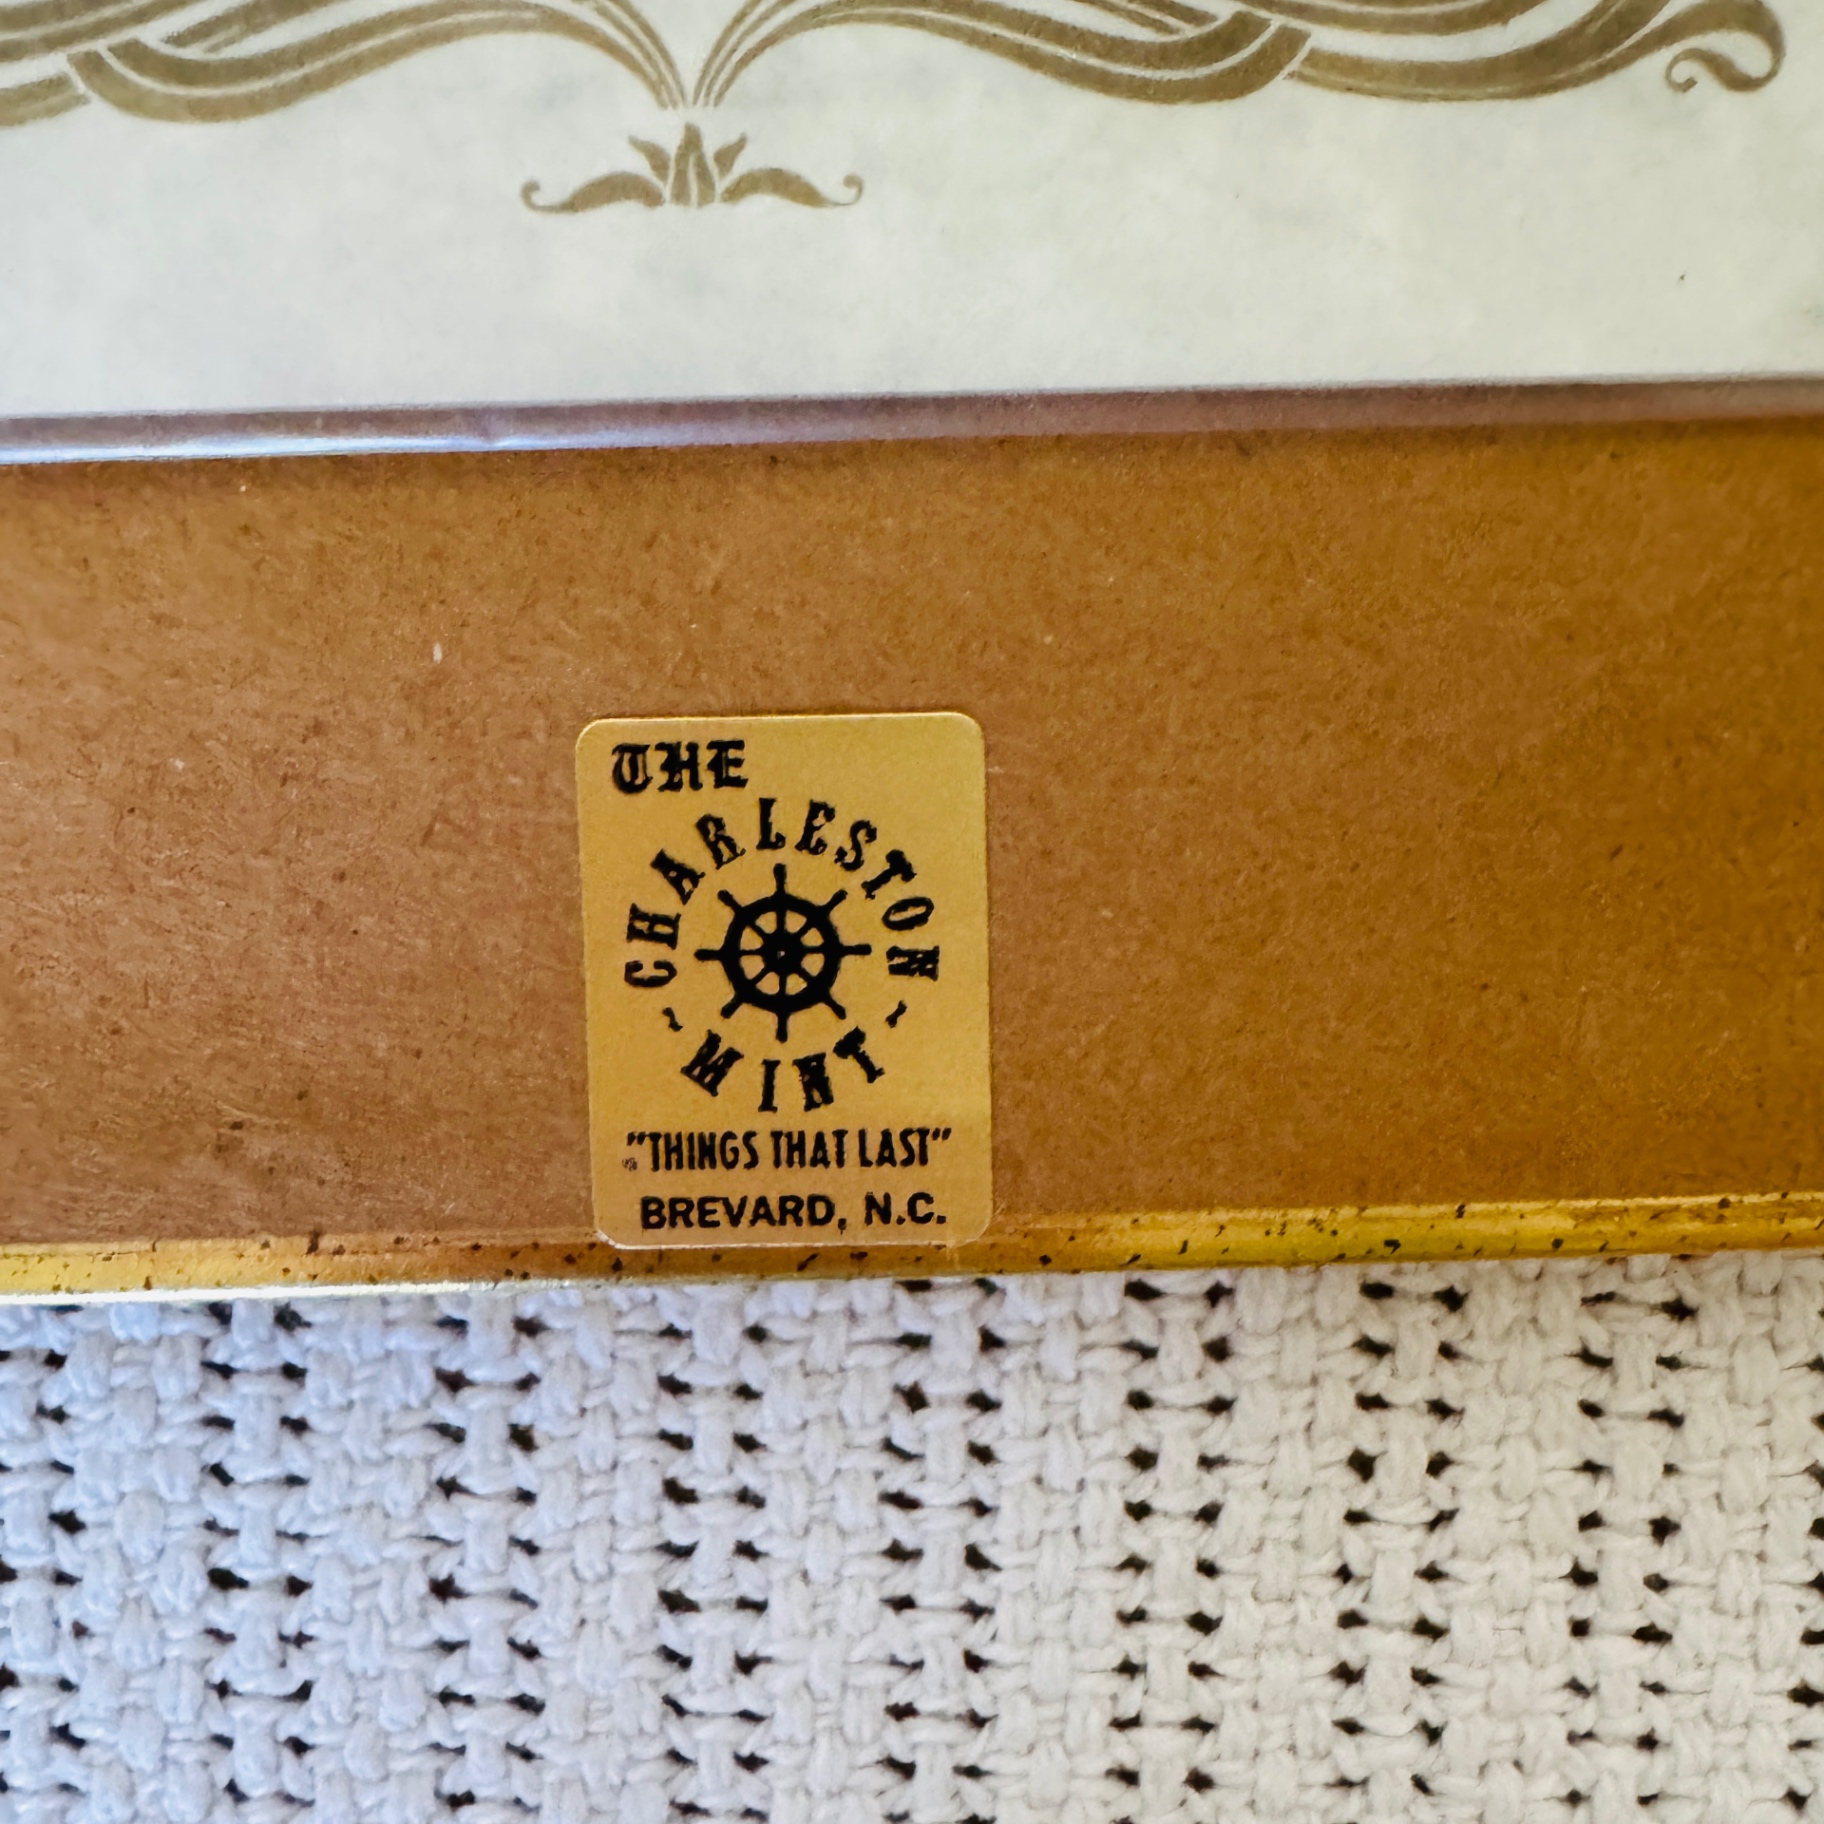 THE
CHARLESTON
~ MINT ~
"THINGS THAT LAST"
BREVARD, N.C.